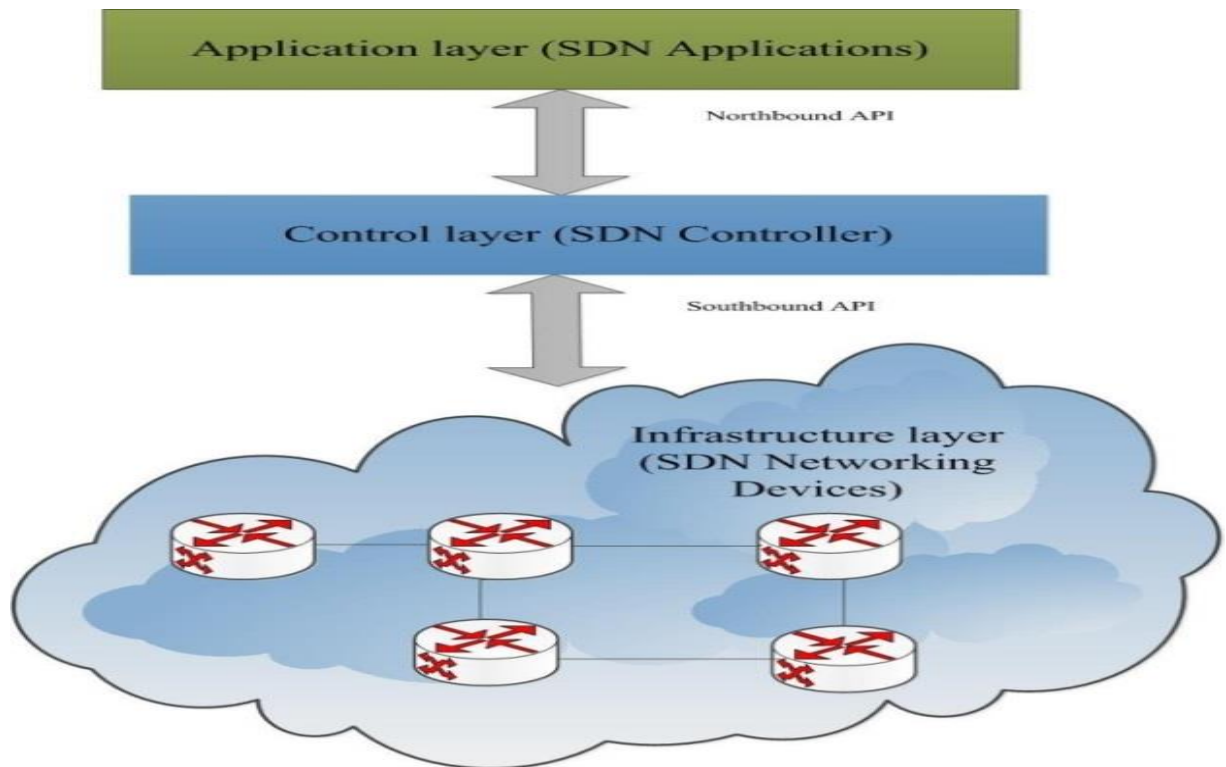 Application layer (SDN Applications)
Northbound API
Control layer (SDN Controller)
Southbound API
Infrastructure layer
(SDN Networking
Devices)